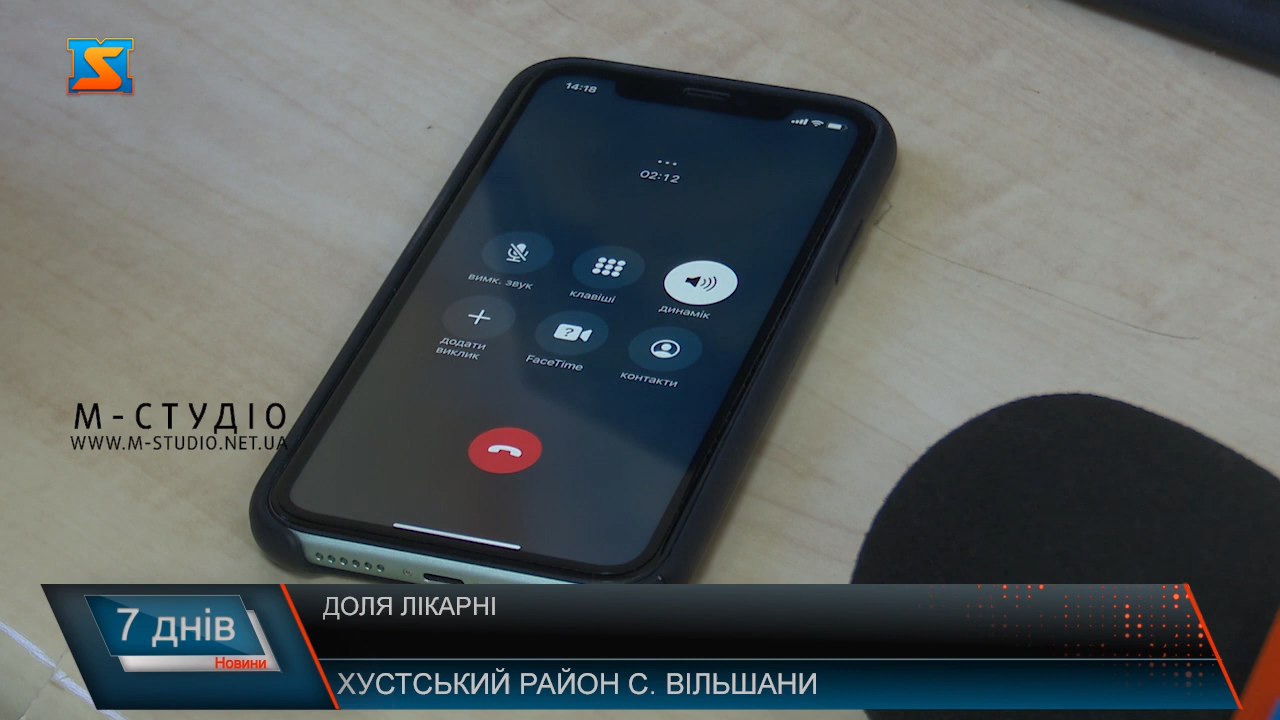 14:18
...
02:12
вимк. звук
клавіші
динамік
додати
виклик
FaceTime
контакти
М-СТУДІО
WWW.M-STUDIO.NET.UA
7 днів
Новини
ДОЛЯ ЛІКАРНІ
ХУСТСЬКИЙ РАЙОН С. ВІЛЬШАНИ